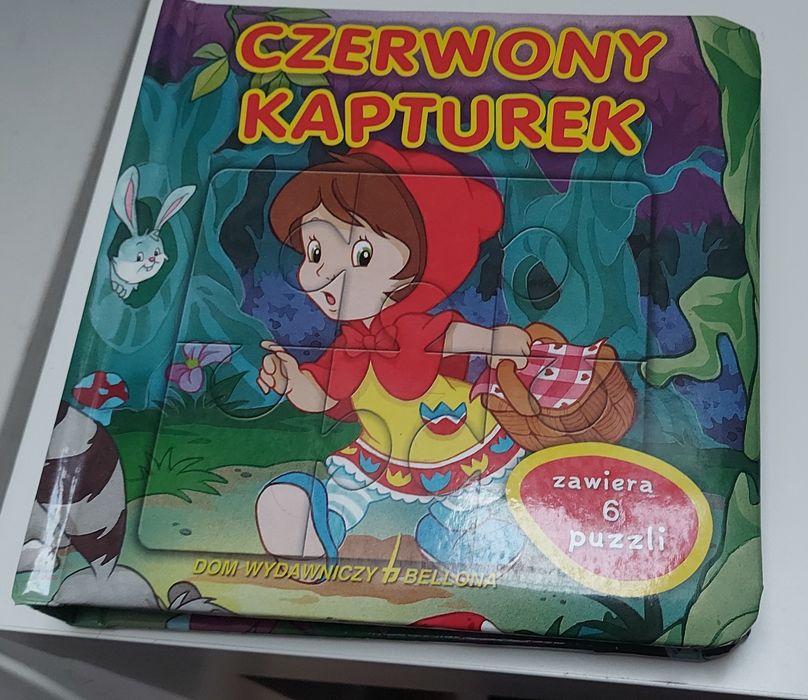 CZERWONY
KAPTUREK
zawiera
6
puzzli
DOM WYDAWNICZY BELLONA